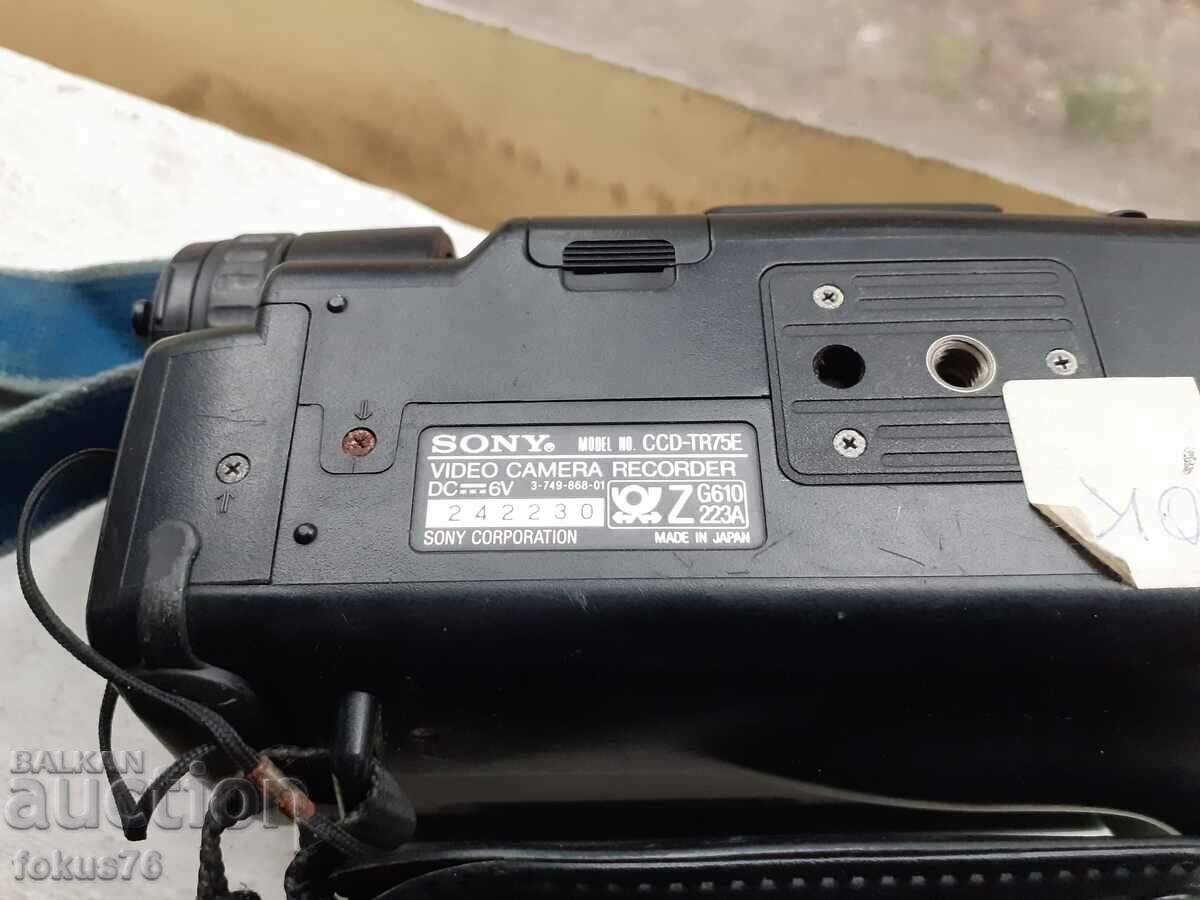 SONY® MODEL NO. CCD-TR75E
VIDEO CAMERA RECORDER
DC 6V 3-749-868-01
242230
Z G610
223A
SONY CORPORATION MADE IN JAPAN
OK
BALKAN
auction
fokus76